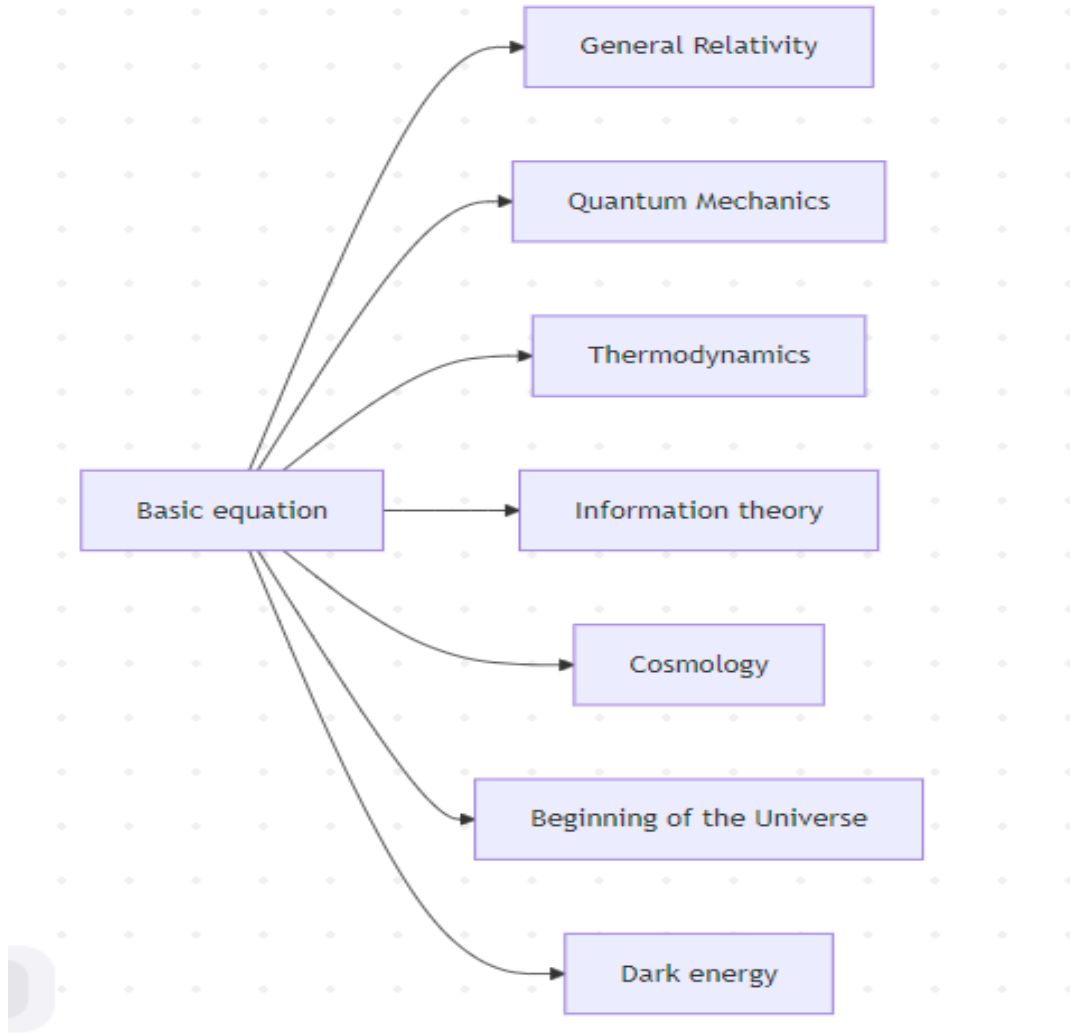 General Relativity
Quantum Mechanics
Thermodynamics
Basic equation
Information theory
Cosmology
Beginning of the Universe
Dark energy